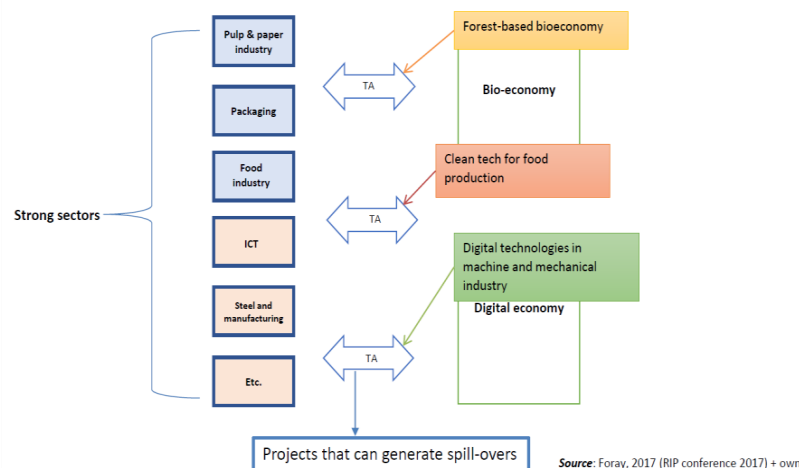 Pulp & paper
industry
Forest-based bioeconomy
TA
Bio-economy
Packaging
Clean tech for food
production
Food
industry
Strong sectors
TA
ICT
Digital technologies in
machine and mechanical
industry
Steel and
manufacturing
Digital economy
TA
Etc.
Projects that can generate spill-overs
Source: Foray, 2017 (RIP conference 2017) + own